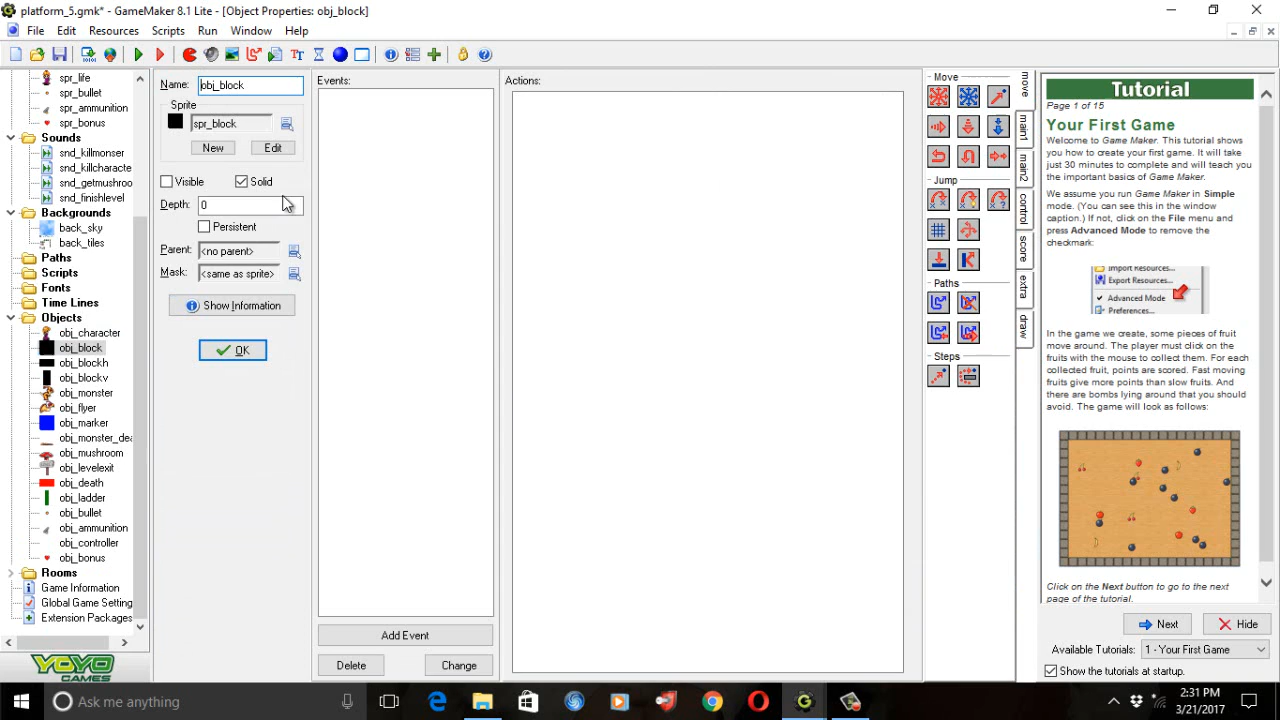 platform_5.gmk* - GameMaker 8.1 Lite - [Object Properties: obj_block]
File Edit Resources Scripts Run Window Help
spr_life
spr_bullet
spr_ammunition
spr_bonus
Sounds
snd_killmonser
snd_killcharacte
snd_getmushroo
snd_finishlevel
Backgrounds
back_sky
back_tiles
Paths
Scripts
Fonts
Time Lines
Objects
obj_character
obj_block
obj_blockh
obj_blockv
obj_monster
obj_flyer
obj_marker
obj_monster_dea
obj_mushroom
obj_levelexit
obj_death
obj_ladder
obj_bullet
obj_ammunition
obj_controller
obj_bonus
Rooms
Game Information
Global Game Setting
Extension Packages
YOYO
GAMES
Name: obj_block
Sprite
spr_block
New Edit
Visible Solid
Depth: 0
Persistent
Parent: <no parent>
Mask: <same as sprite>
Show Information
OK
Events:
Add Event
Delete Change
Actions:
Move
Jump
Paths
Steps
move
main1
main2
control
score
extra
draw
Tutorial
Page 1 of 15
Your First Game
Welcome to Game Maker. This tutorial
shows you how to create your first game. It will take
just 30 minutes to complete and will teach you
the important basics of Game Maker.
We assume you run Game Maker in Simple
mode. (You can see this in the window
caption.) If not, click on the File menu and
press Advanced Mode to remove the
checkmark:
Import Resources...
Export Resources...
Advanced Mode
Preferences...
In the game we create, some pieces of fruit
move around. The player must click on the
fruits with the mouse to collect them. For each
collected fruit, points are scored. Fast moving
fruits give more points than slow fruits. And
there are bombs lying around that you should
avoid. The game will look as follows:
Click on the Next button to go to the next
page of the tutorial.
Next Hide
Available Tutorials: 1 - Your First Game
Show the tutorials at startup.
Ask me anything
2:31 PM
3/21/2017